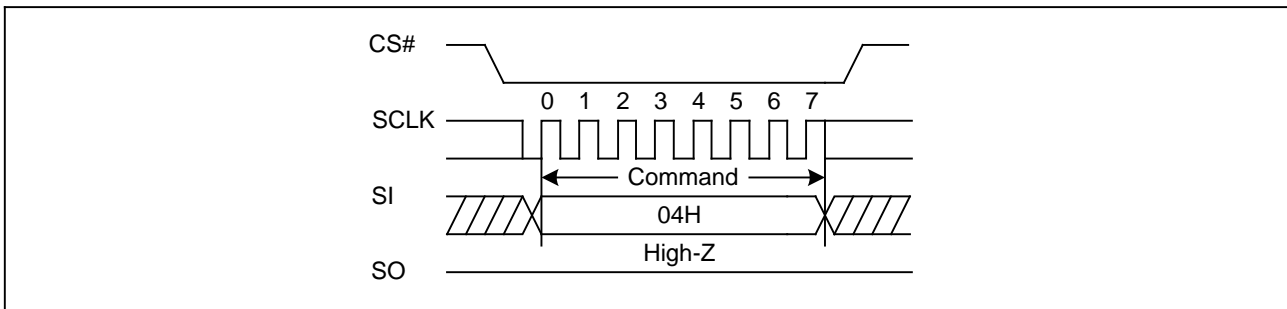 CS#
0 1 2 3 4 5 6 7
SCLK
Command
SI
04H
High-Z
SO